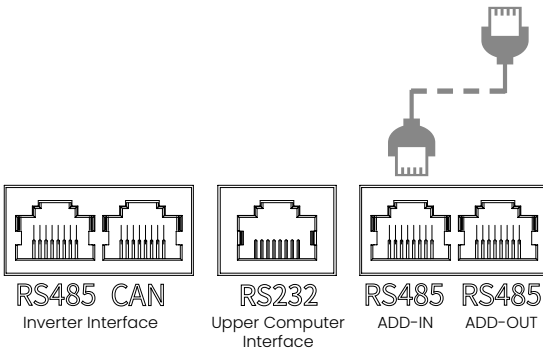 RS485 CAN
Inverter Interface
RS232
Upper Computer
Interface
RS485 RS485
ADD-IN ADD-OUT